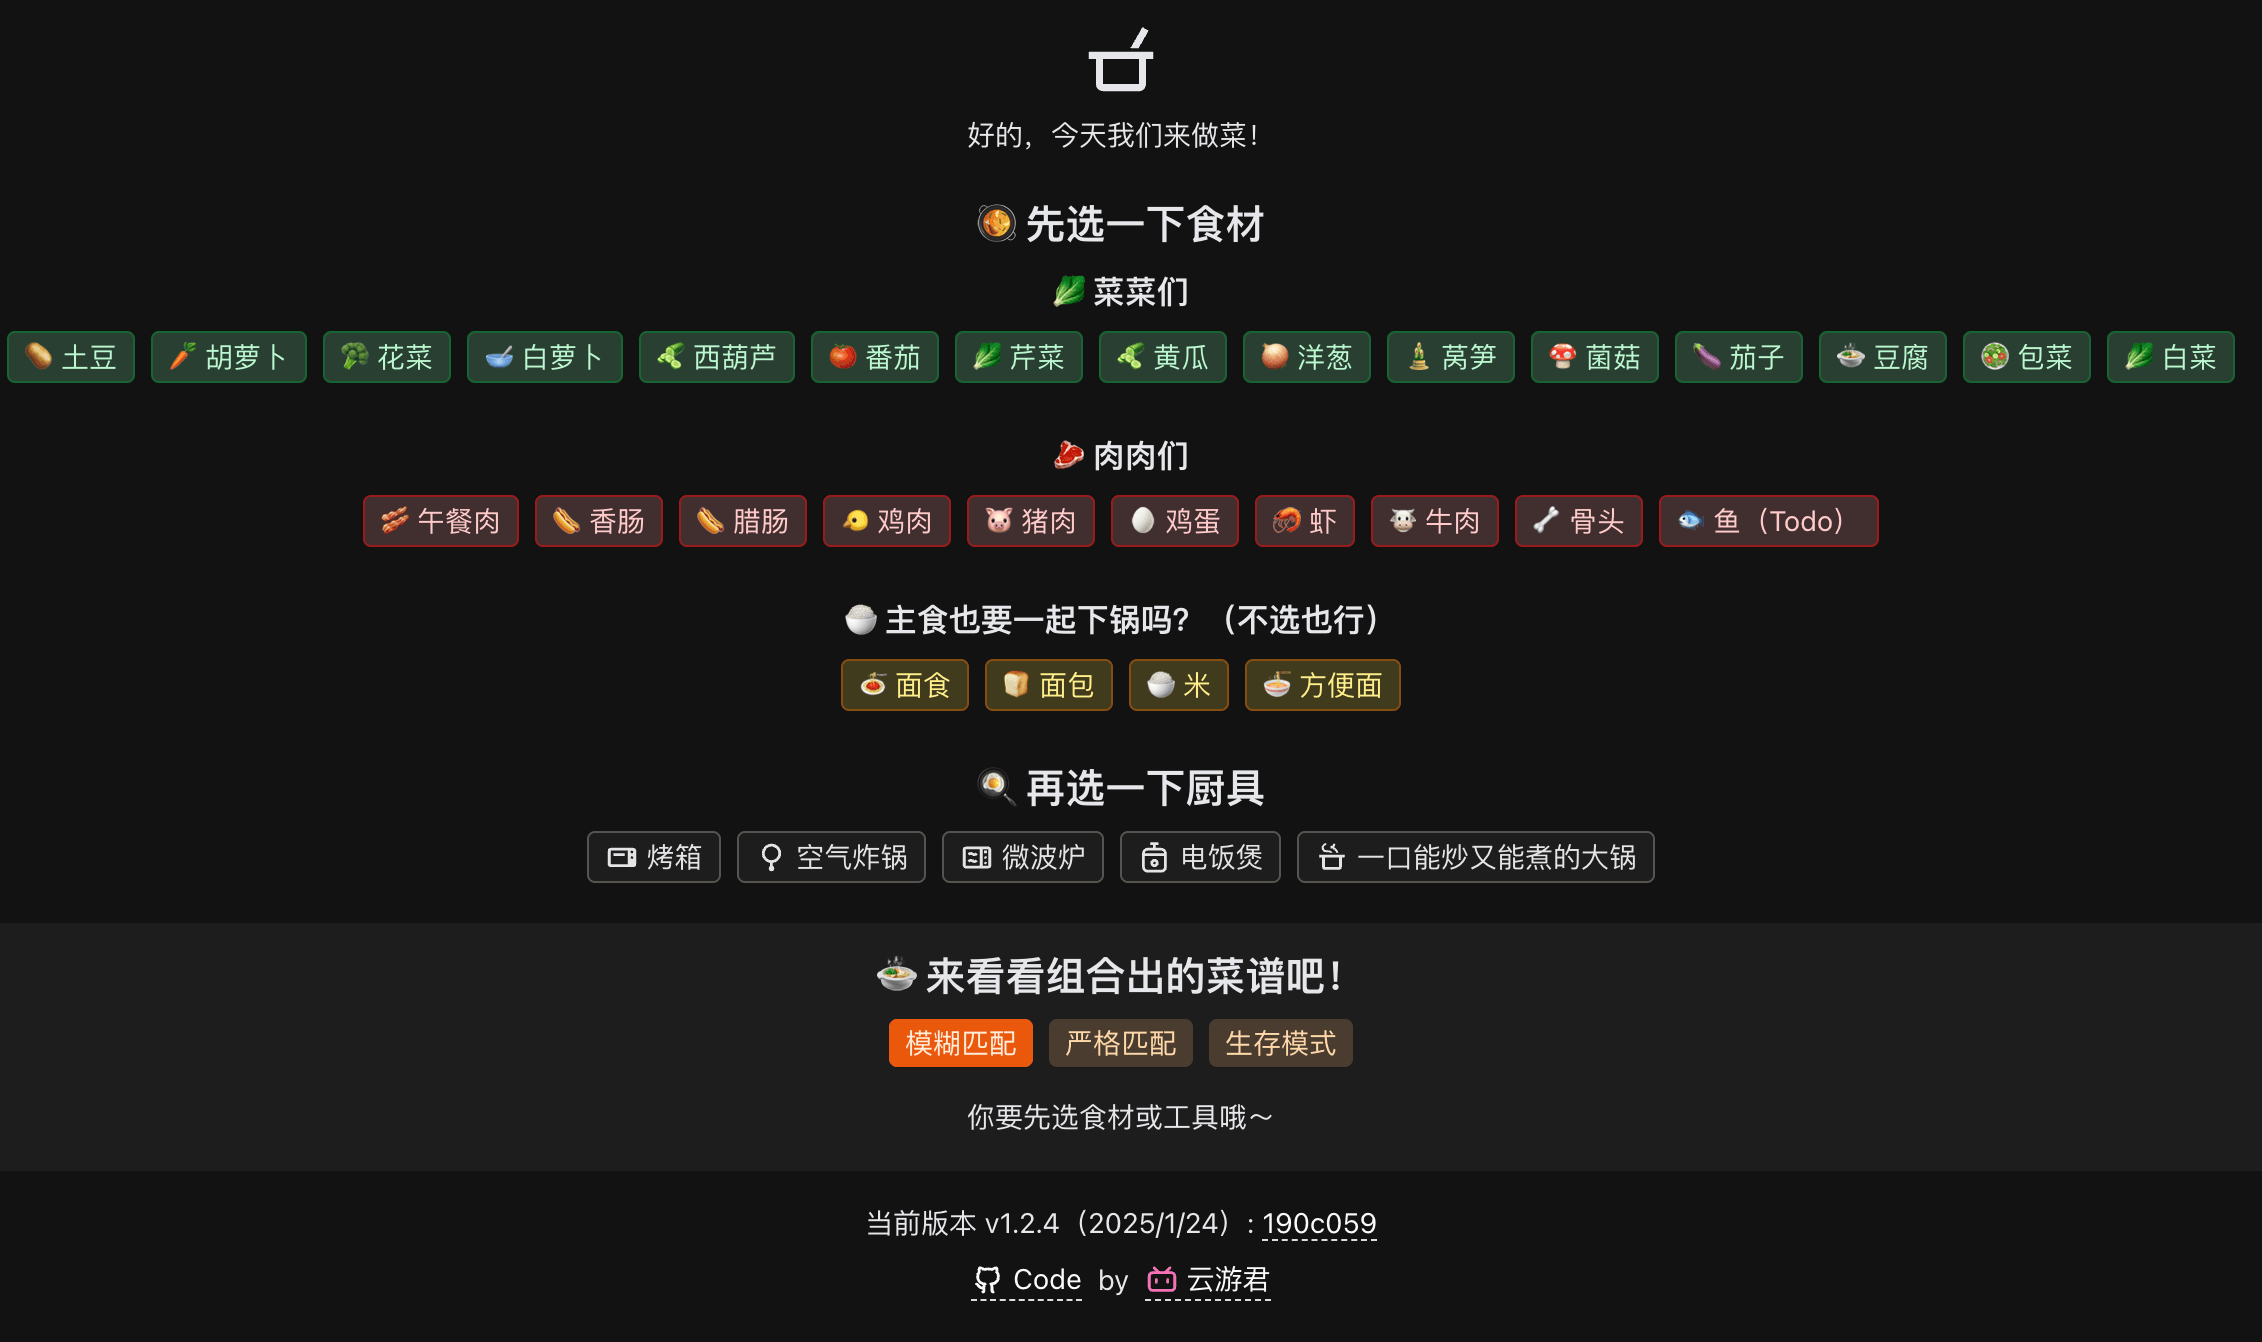 好的，今天我们来做菜！
🥘 先选一下食材
🥬 菜菜们
🥔 土豆 🥕 胡萝卜 🥦 花菜 🥣 白萝卜 🥒 西葫芦 🍅 番茄 🥬 芹菜 🥒 黄瓜 🧅 洋葱 🎍 莴笋 🍄 菌菇 🍆 茄子 🍲 豆腐 🥗 包菜 🥬 白菜
🥩 肉肉们
🥓 午餐肉 🌭 香肠 🌭 腊肠 🐤 鸡肉 🐷 猪肉 🥚 鸡蛋 🦐 虾 🐮 牛肉 🦴 骨头 🐟 鱼（Todo）
🍚 主食也要一起下锅吗？（不选也行）
🍝 面食 🍞 面包 🍚 米 🍜 方便面
🍳 再选一下厨具
烤箱 空气炸锅 微波炉 电饭煲 一口能炒又能煮的大锅
🍲 来看看组合出的菜谱吧！
模糊匹配 严格匹配 生存模式
你要先选食材或工具哦～
当前版本 v1.2.4（2025/1/24）: 190c059
Code by 云游君